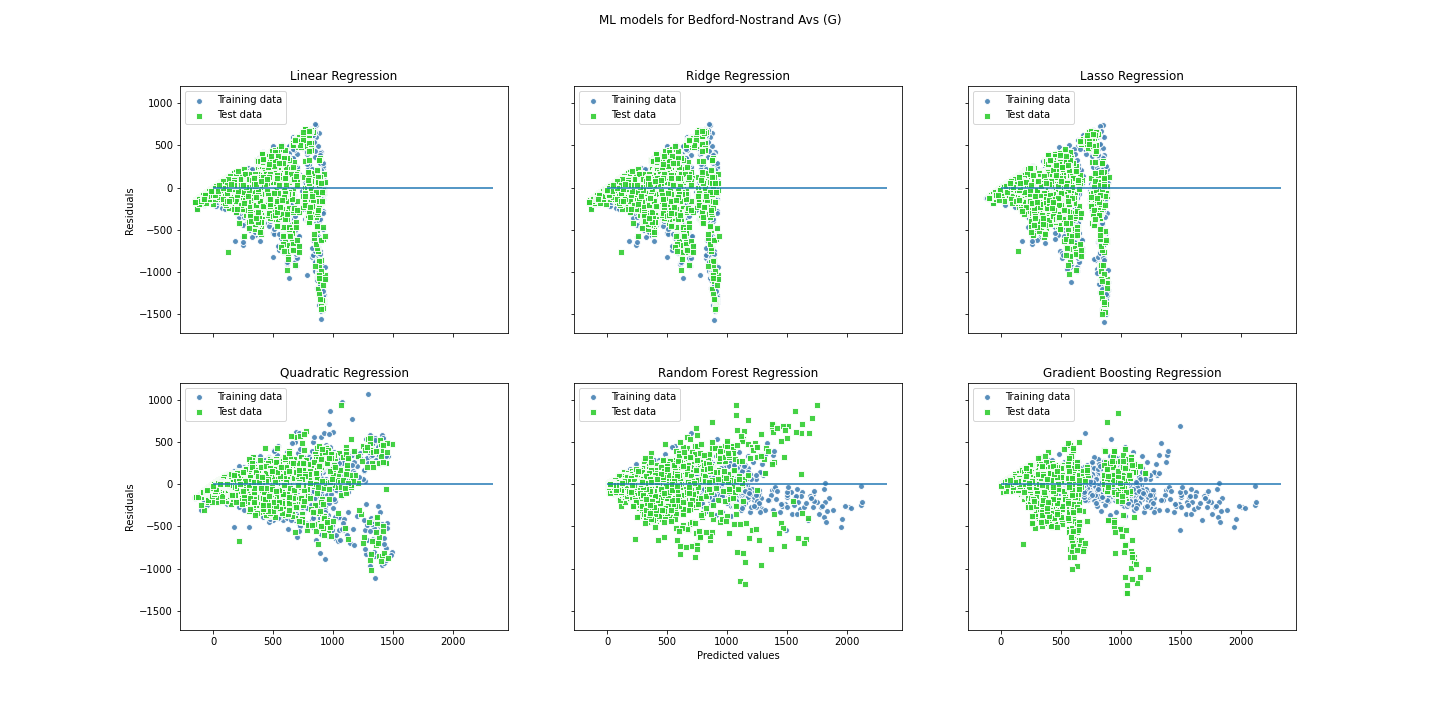 ML models for Bedford-Nostrand Avs (G)
Linear Regression
Ridge Regression
Lasso Regression
Training data
Test data
Training data
Test data
Training data
Test data
1000
500
0
−500
−1000
−1500
Residuals
Quadratic Regression
Random Forest Regression
Gradient Boosting Regression
Training data
Test data
Training data
Test data
Training data
Test data
1000
500
0
−500
−1000
−1500
Residuals
0 500 1000 1500 2000
0 500 1000 1500 2000
0 500 1000 1500 2000
Predicted values